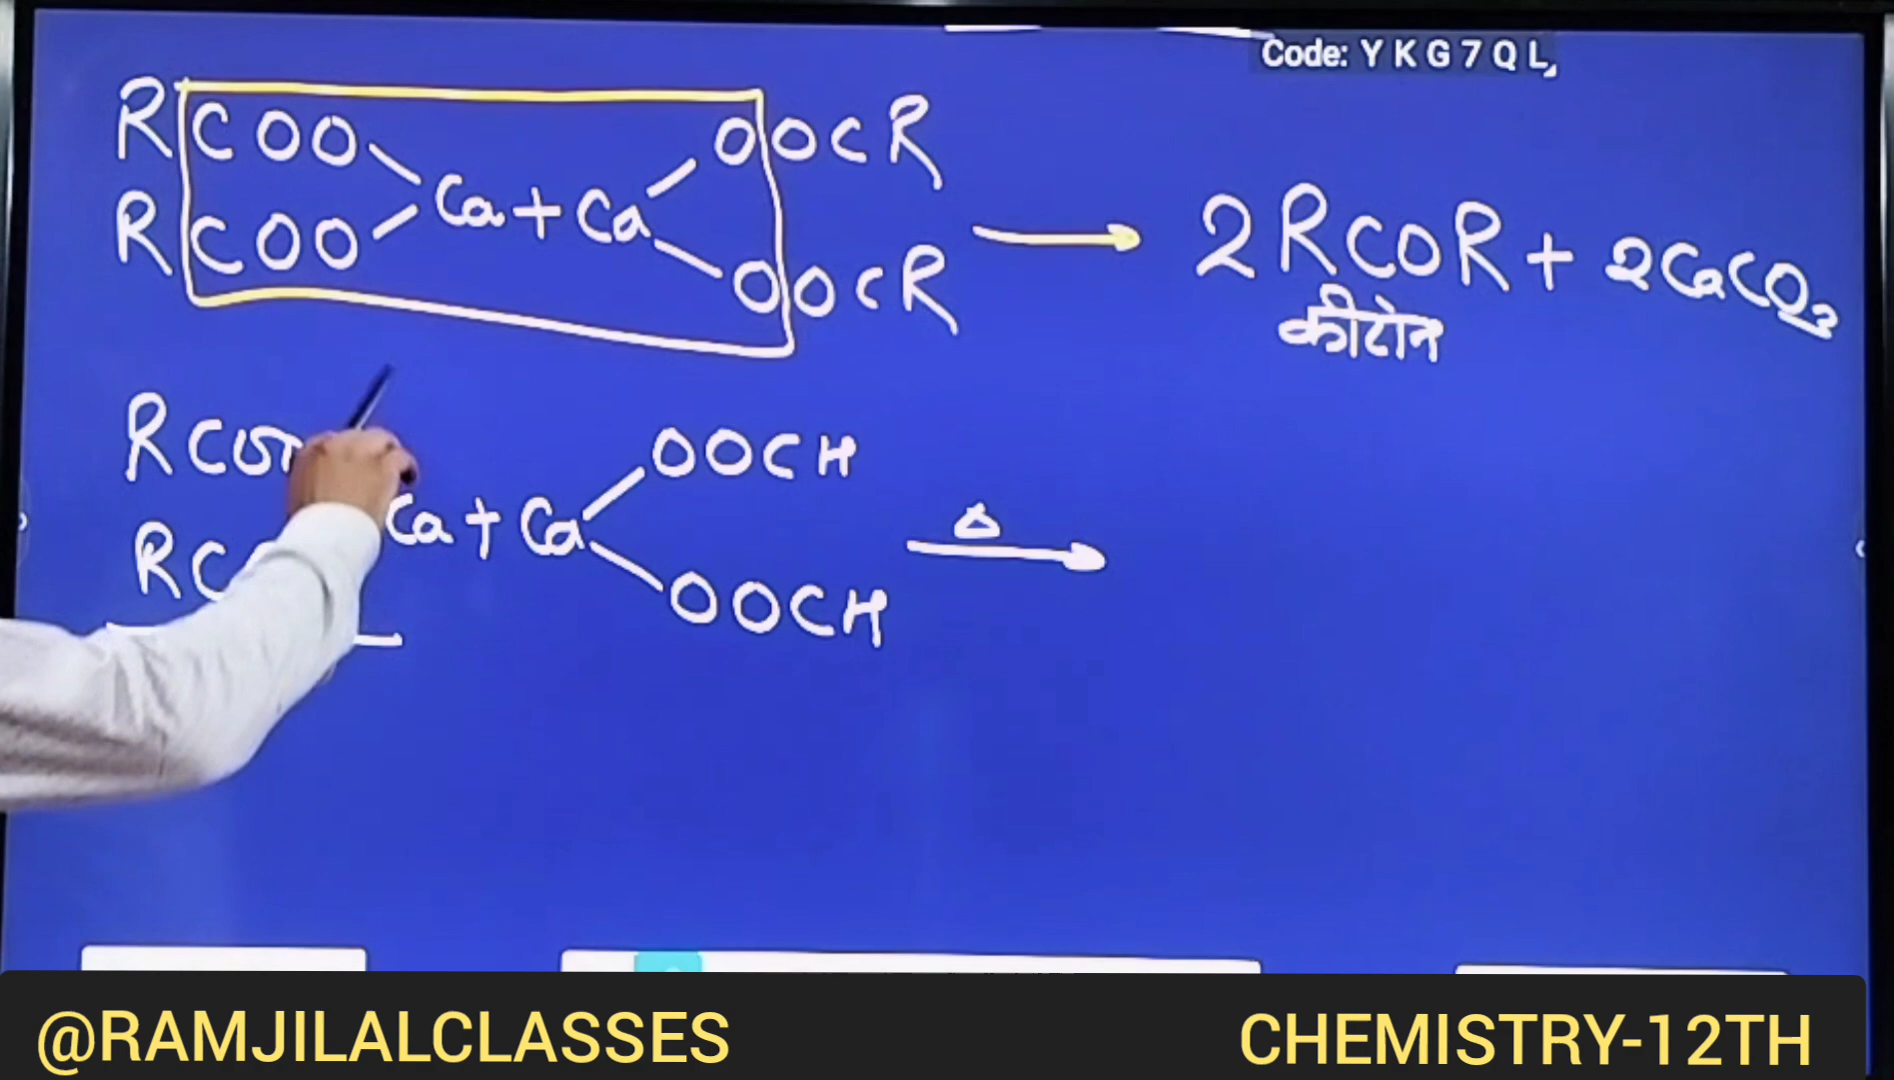 Code: Y K G 7 Q L
RCOO OOCR
Ca + Ca
RCOO OOCR
→ 2RCOR + 2CaCO3
कीटोन
RCO OOCH
Ca + Ca
Δ
RC OOCH
@RAMJILALCLASSES
CHEMISTRY-12TH